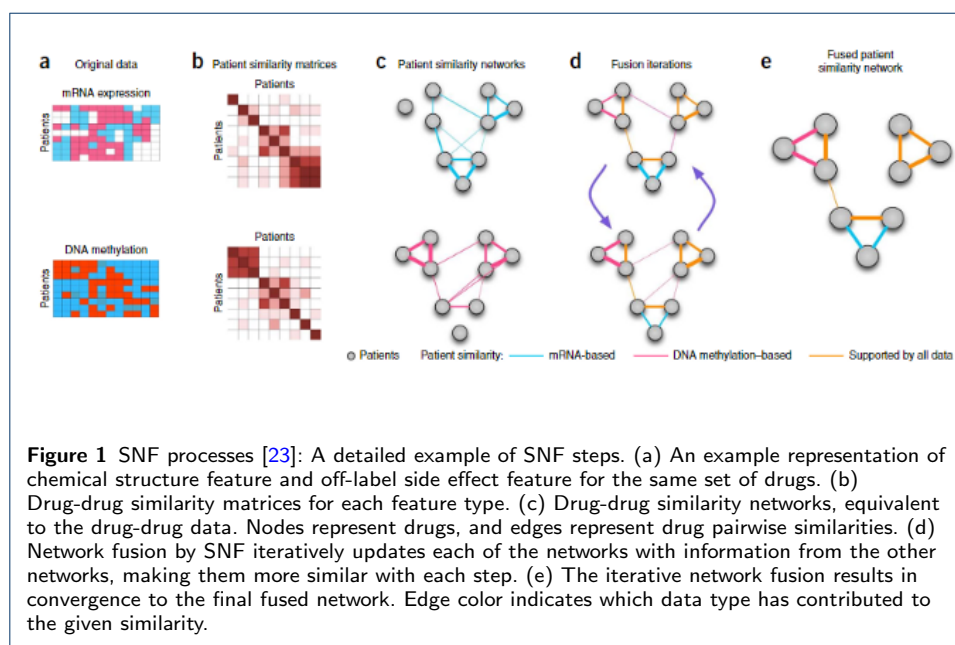 a Original data
mRNA expression
Patients
DNA methylation
Patients
b Patient similarity matrices
Patients
Patients
Patients
Patients
c Patient similarity networks
d Fusion iterations
e Fused patient
similarity network
Patients Patient similarity: mRNA-based DNA methylation–based Supported by all data
Figure 1 SNF processes [23]: A detailed example of SNF steps. (a) An example representation of
chemical structure feature and off-label side effect feature for the same set of drugs. (b)
Drug-drug similarity matrices for each feature type. (c) Drug-drug similarity networks, equivalent
to the drug-drug data. Nodes represent drugs, and edges represent drug pairwise similarities. (d)
Network fusion by SNF iteratively updates each of the networks with information from the other
networks, making them more similar with each step. (e) The iterative network fusion results in
convergence to the final fused network. Edge color indicates which data type has contributed to
the given similarity.